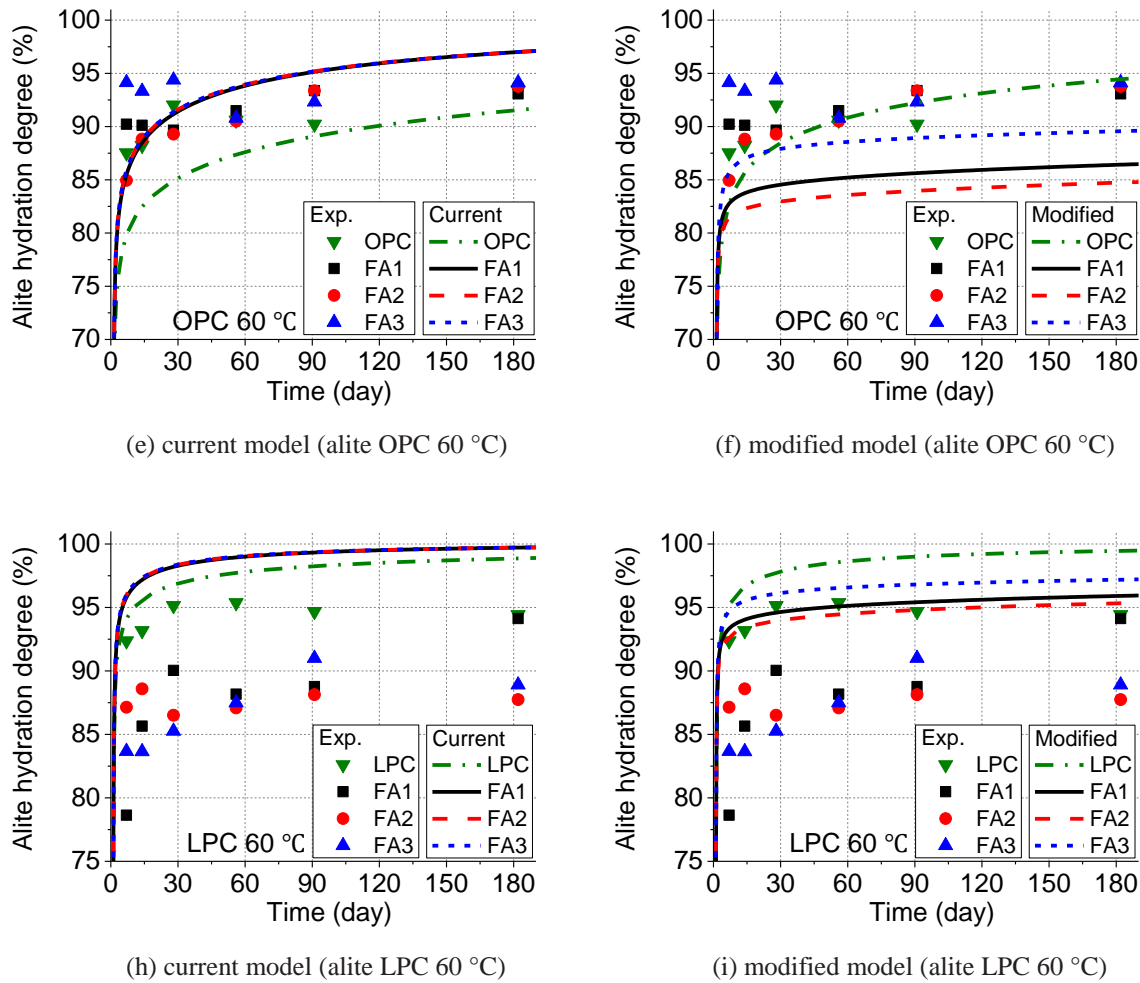 100
95
90
85
80
75
70
Alite hydration degree (%)
Exp.
OPC
FA1
FA2
FA3
Current
OPC
FA1
FA2
FA3
OPC 60 °C
0 30 60 90 120 150 180
Time (day)
(e) current model (alite OPC 60 °C)
100
95
90
85
80
75
70
Alite hydration degree (%)
Exp.
OPC
FA1
FA2
FA3
Modified
OPC
FA1
FA2
FA3
OPC 60 °C
0 30 60 90 120 150 180
Time (day)
(f) modified model (alite OPC 60 °C)
100
95
90
85
80
75
Alite hydration degree (%)
Exp.
LPC
FA1
FA2
FA3
Current
LPC
FA1
FA2
FA3
LPC 60 °C
0 30 60 90 120 150 180
Time (day)
(h) current model (alite LPC 60 °C)
100
95
90
85
80
75
Alite hydration degree (%)
Exp.
LPC
FA1
FA2
FA3
Modified
LPC
FA1
FA2
FA3
LPC 60 °C
0 30 60 90 120 150 180
Time (day)
(i) modified model (alite LPC 60 °C)